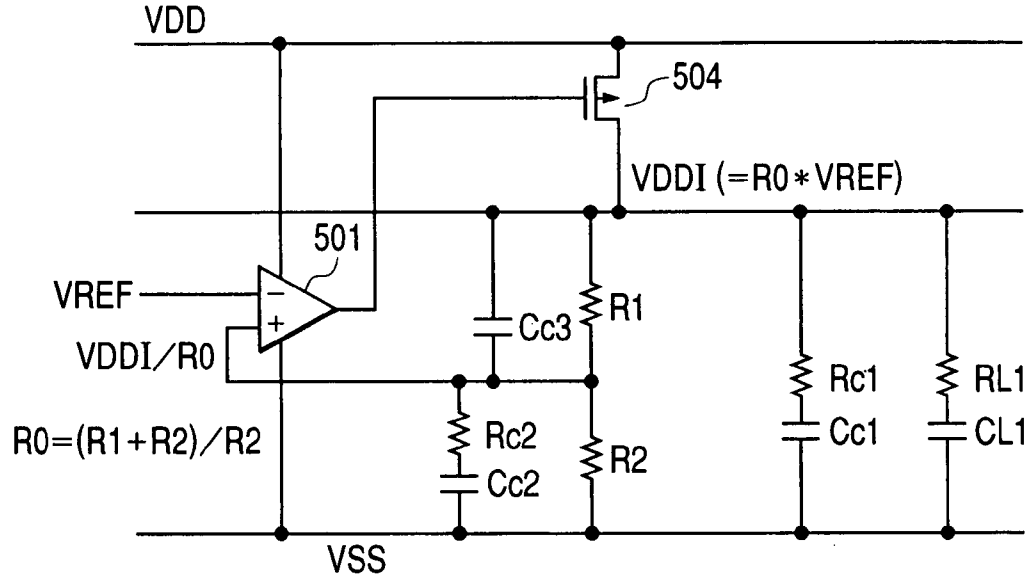 VDD
504
VDDI (=R0*VREF)
501
VREF
−
+
VDDI/R0
R0=(R1+R2)/R2
Cc3
R1
Rc2
Cc2
R2
Rc1
Cc1
RL1
CL1
VSS